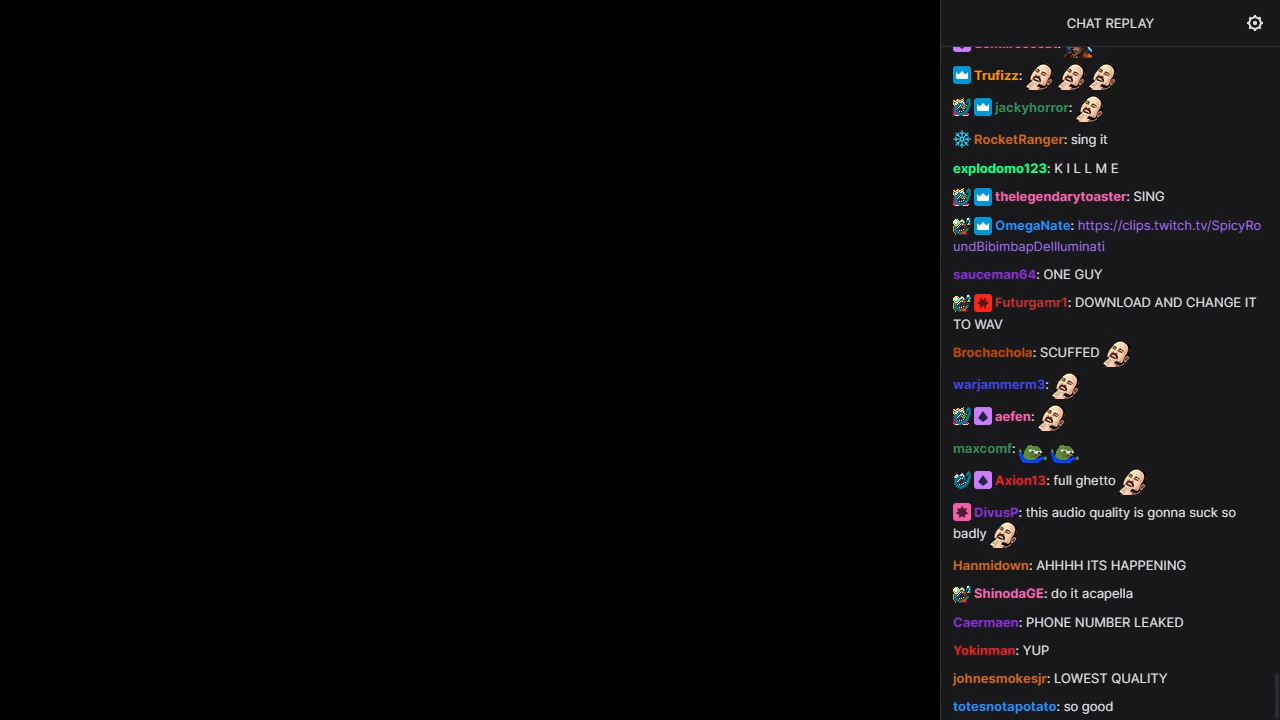 CHAT REPLAY
Trufizz:
jackyhorror:
RocketRanger: sing it
explodomo123: K I L L M E
thelegendarytoaster: SING
OmegaNate: https://clips.twitch.tv/SpicyRo
undBibimbapDeIlluminati
sauceman64: ONE GUY
Futurgamr1: DOWNLOAD AND CHANGE IT
TO WAV
Brochachola: SCUFFED
warjammerm3:
aefen:
maxcomf:
Axion13: full ghetto
DivusP: this audio quality is gonna suck so
badly
Hanmidown: AHHHH ITS HAPPENING
ShinodaGE: do it acapella
Caermaen: PHONE NUMBER LEAKED
Yokinman: YUP
johnesmokesjr: LOWEST QUALITY
totesnotapotato: so good